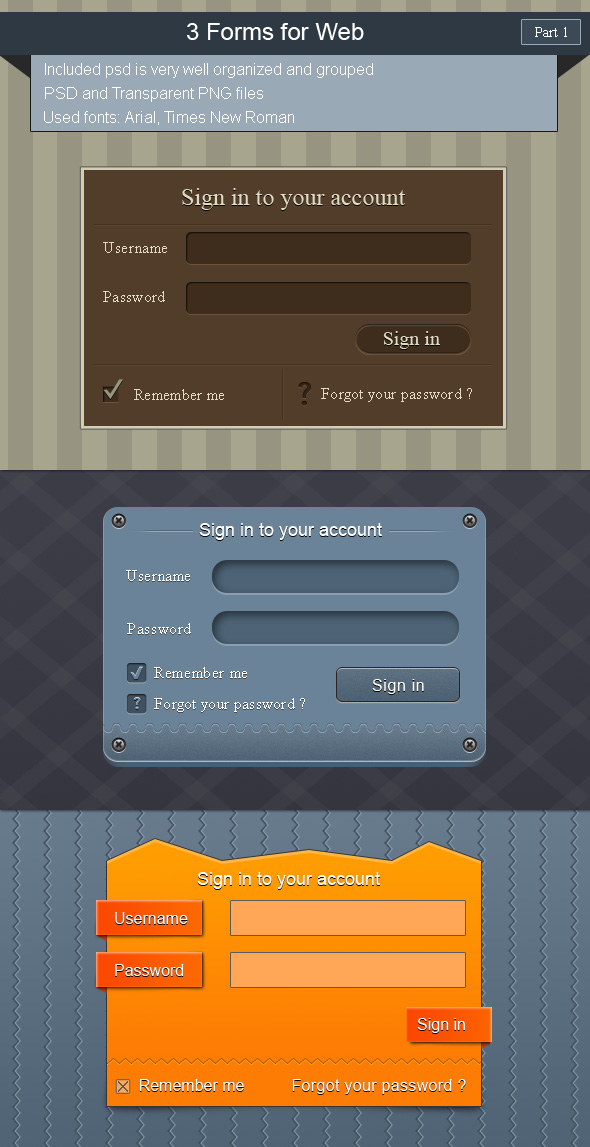 3 Forms for Web
Part 1
Included psd is very well organized and grouped
PSD and Transparent PNG files
Used fonts: Arial, Times New Roman
Sign in to your account
Username
Password
Sign in
Remember me
? Forgot your password ?
Sign in to your account
Username
Password
Remember me
Sign in
? Forgot your password ?
Sign in to your account
Username
Password
Sign in
Remember me
Forgot your password ?